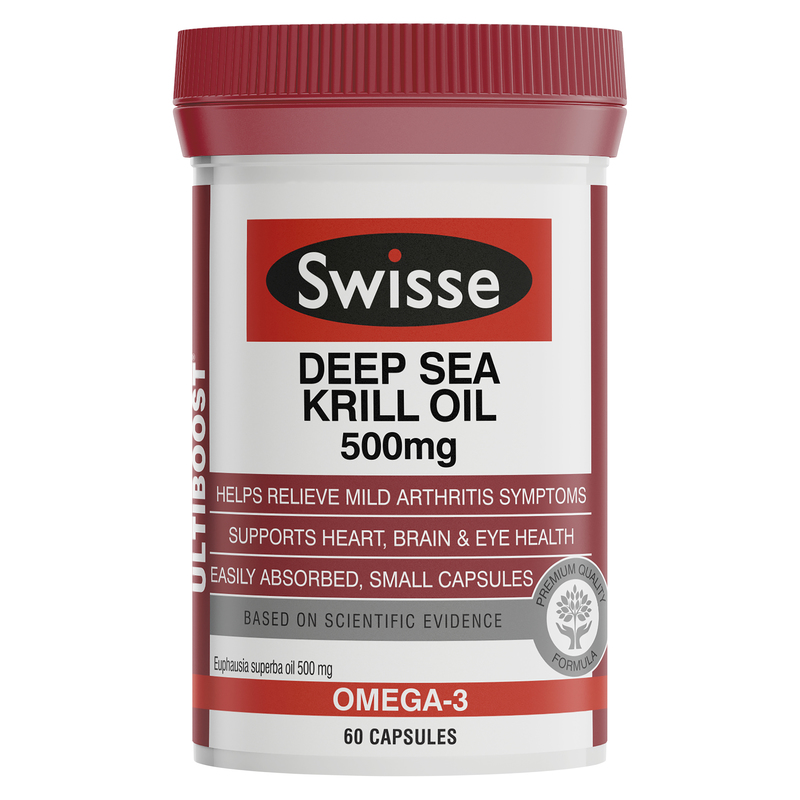 Swisse
DEEP SEA
KRILL OIL
500mg
ULTIBOOST®
HELPS RELIEVE MILD ARTHRITIS SYMPTOMS
SUPPORTS HEART, BRAIN & EYE HEALTH
EASILY ABSORBED, SMALL CAPSULES
PREMIUM QUALITY
FORMULA
BASED ON SCIENTIFIC EVIDENCE
Euphausia superba oil 500 mg
OMEGA-3
60 CAPSULES